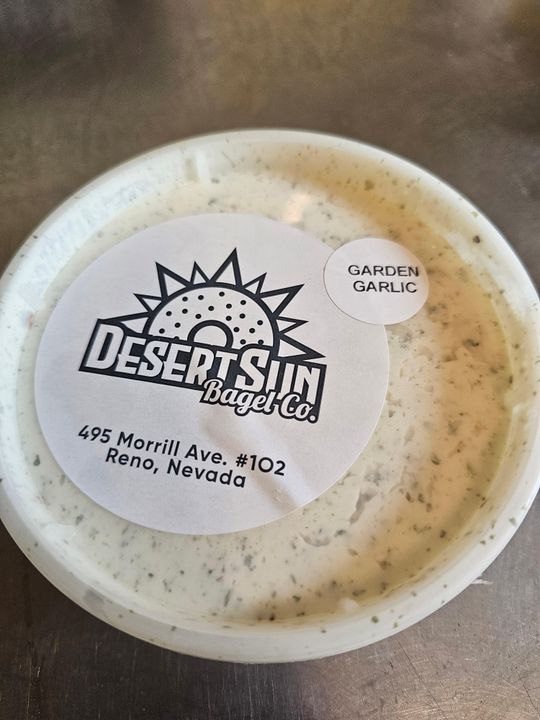 DESERT SUN
Bagel Co.
495 Morrill Ave. #102
Reno, Nevada
GARDEN
GARLIC